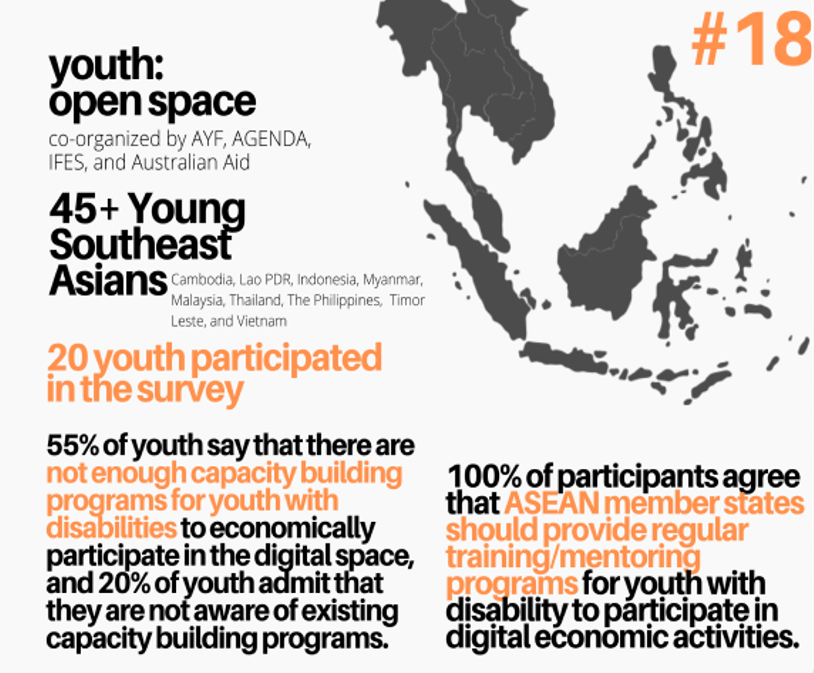 #18
youth:
open space
co-organized by AYF, AGENDA,
IFES, and Australian Aid
45+ Young
Southeast
Asians
Cambodia, Lao PDR, Indonesia, Myanmar,
Malaysia, Thailand, The Philippines, Timor
Leste, and Vietnam
20 youth participated
in the survey
55% of youth say that there are
not enough capacity building
programs for youth with
disabilities to economically
participate in the digital space,
and 20% of youth admit that
they are not aware of existing
capacity building programs.
100% of participants agree
that ASEAN member states
should provide regular
training/mentoring
programs for youth with
disability to participate in
digital economic activities.